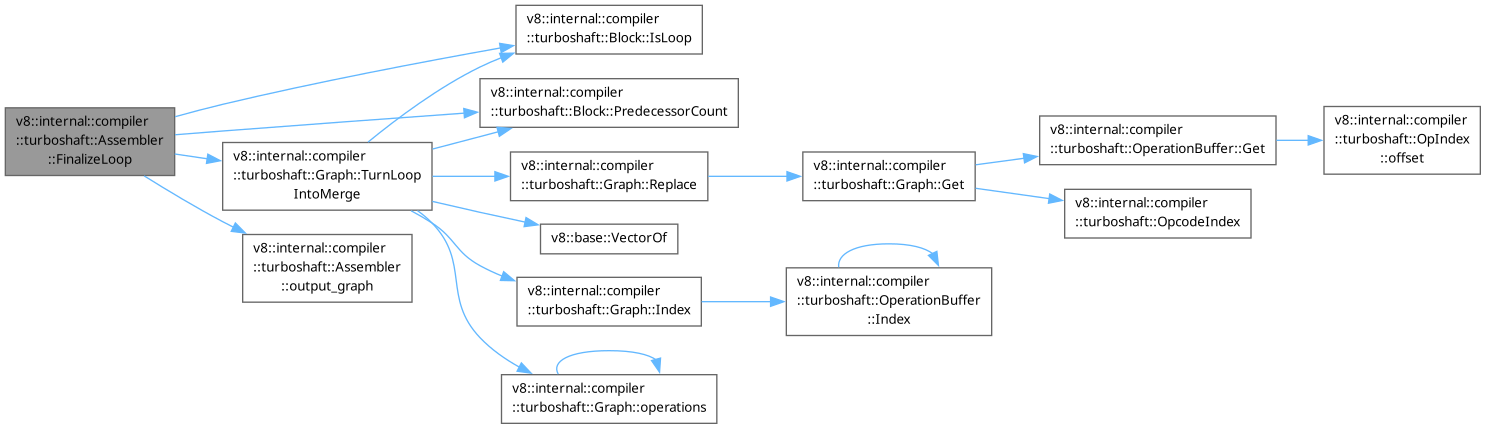 v8::internal::compiler
::turboshaft::Assembler
::FinalizeLoop
v8::internal::compiler
::turboshaft::Block::IsLoop
v8::internal::compiler
::turboshaft::Block::PredecessorCount
v8::internal::compiler
::turboshaft::Graph::TurnLoop
IntoMerge
v8::internal::compiler
::turboshaft::Assembler
::output_graph
v8::internal::compiler
::turboshaft::Graph::Replace
v8::base::VectorOf
v8::internal::compiler
::turboshaft::Graph::Index
v8::internal::compiler
::turboshaft::Graph::operations
v8::internal::compiler
::turboshaft::Graph::Get
v8::internal::compiler
::turboshaft::OperationBuffer
::Index
v8::internal::compiler
::turboshaft::OperationBuffer::Get
v8::internal::compiler
::turboshaft::OpcodeIndex
v8::internal::compiler
::turboshaft::OpIndex
::offset